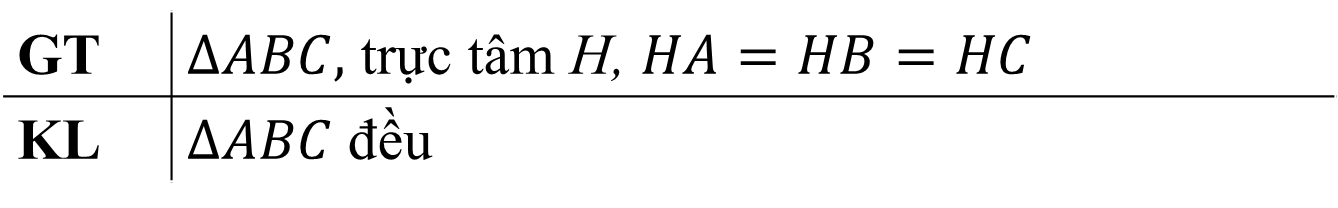 GT ΔABC, trực tâm H, HA = HB = HC
KL ΔABC đều